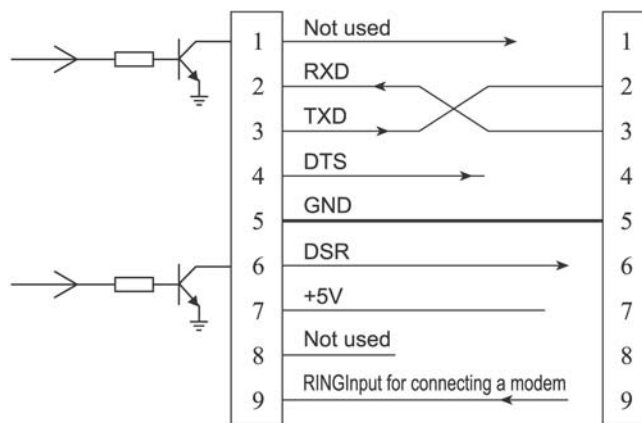 1 Not used 1
2 RXD 2
3 TXD 3
4 DTS 4
5 GND 5
6 DSR 6
7 +5V 7
8 Not used 8
9 RINGInput for connecting a modem 9